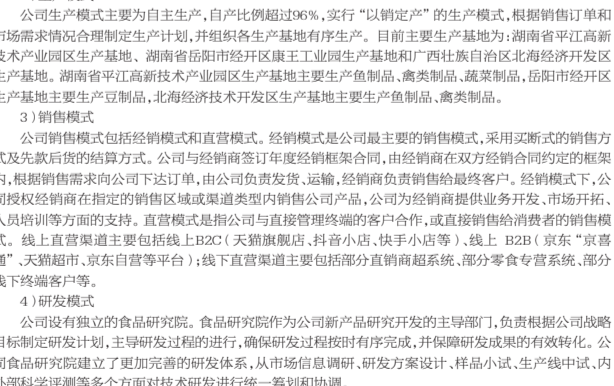 公司生产模式主要为自主生产，自产比例超过96%，实行“以销定产”的生产模式，根据销售订单和
市场需求情况合理制定生产计划，并组织各生产基地有序生产。目前主要生产基地为：湖南省平江高新
技术产业园区生产基地、湖南省岳阳市经开区康王工业园生产基地和广西壮族自治区北海经济开发区
生产基地。湖南省平江高新技术产业园区生产基地主要生产鱼制品、禽类制品、蔬菜制品，岳阳市经开区
生产基地主要生产豆制品，北海经济技术开发区生产基地主要生产鱼制品、禽类制品。
3）销售模式
公司销售模式包括经销模式和直营模式。经销模式是公司最主要的销售模式，采用买断式的销售方
式及先款后货的结算方式。公司与经销商签订年度经销框架合同，由经销商在双方经销合同约定的框架
内，根据销售需求向公司下达订单，由公司负责发货、运输，经销商负责销售给最终客户。经销模式下，公
司授权经销商在指定的销售区域或渠道类型内销售公司产品，公司为经销商提供业务开发、市场开拓、
人员培训等方面的支持。直营模式是指公司与直接管理终端的客户合作，或直接销售给消费者的销售模
式。线上直营渠道主要包括线上B2C（天猫旗舰店、抖音小店、快手小店等）、线上 B2B（京东“京喜
通”、天猫超市、京东自营等平台）；线下直营渠道主要包括部分直销商超系统、部分零食专营系统、部分
线下终端客户等。
4）研发模式
公司设有独立的食品研究院。食品研究院作为公司新产品研究开发的主导部门，负责根据公司战略
目标制定研发计划，主导研发过程的进行，确保研发过程按时有序完成，并保障研发成果的有效转化。公
司食品研究院建立了更加完善的研发体系，从市场信息调研、研发方案设计、样品小试、生产线中试、内
外部科学评测等多个方面对技术研发进行统一筹划和协调。